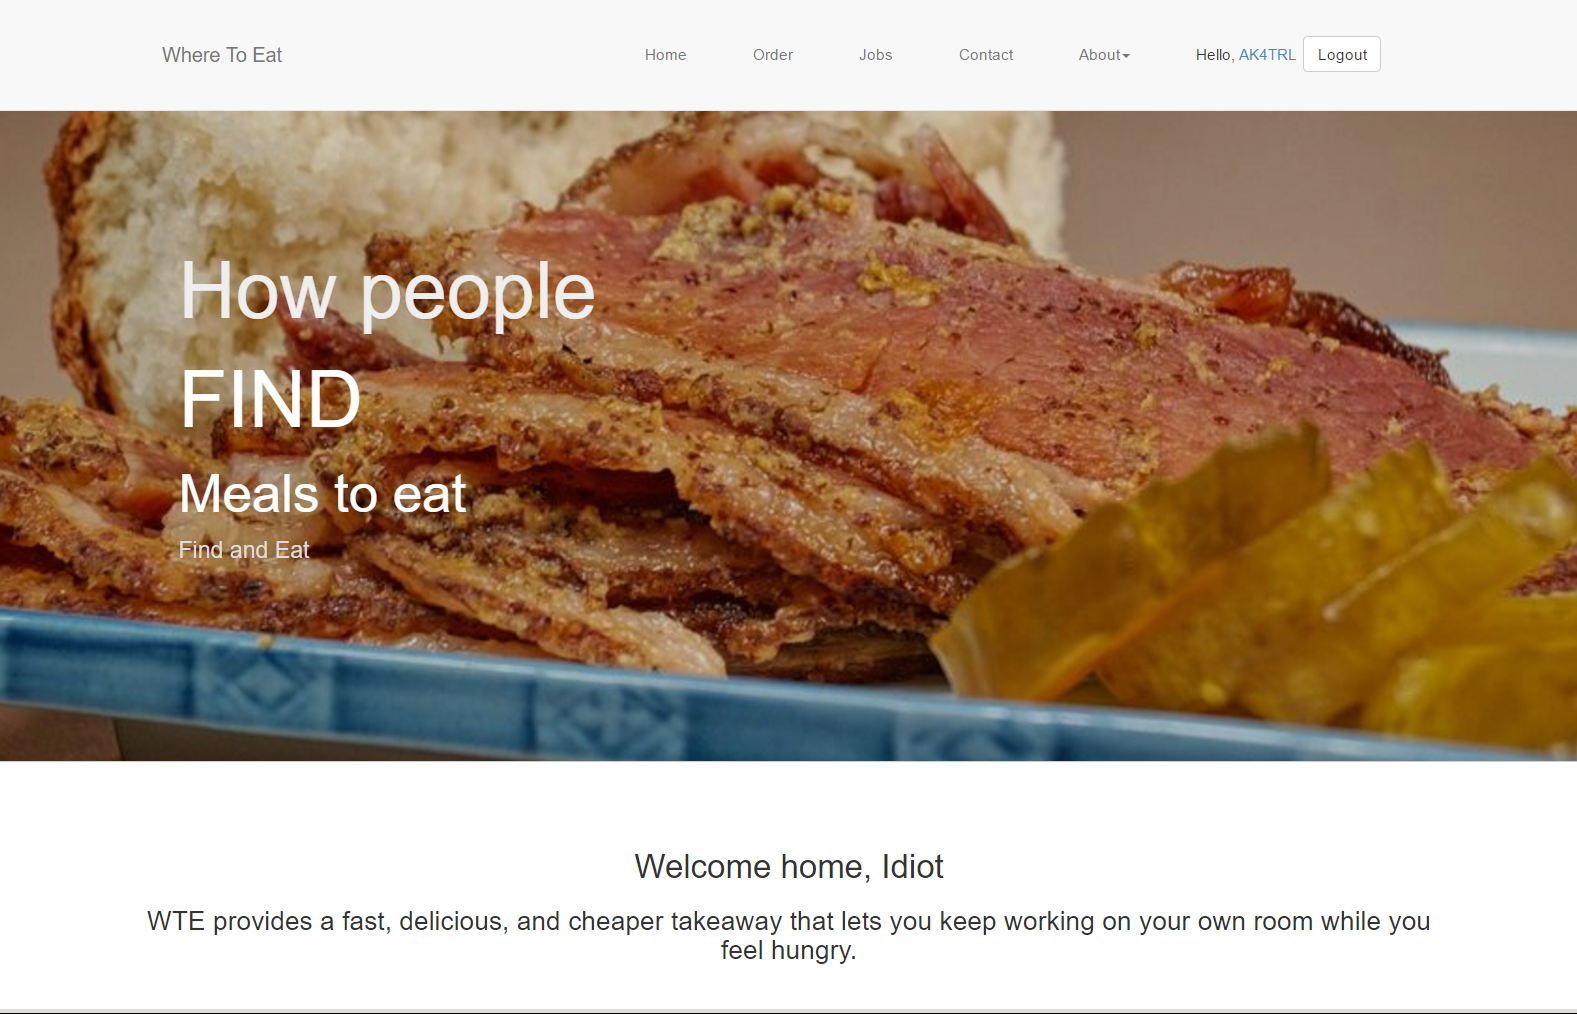 Where To Eat
Home Order Jobs Contact About Hello, AK4TRL Logout
How people
FIND
Meals to eat
Find and Eat
Welcome home, Idiot
WTE provides a fast, delicious, and cheaper takeaway that lets you keep working on your own room while you
feel hungry.